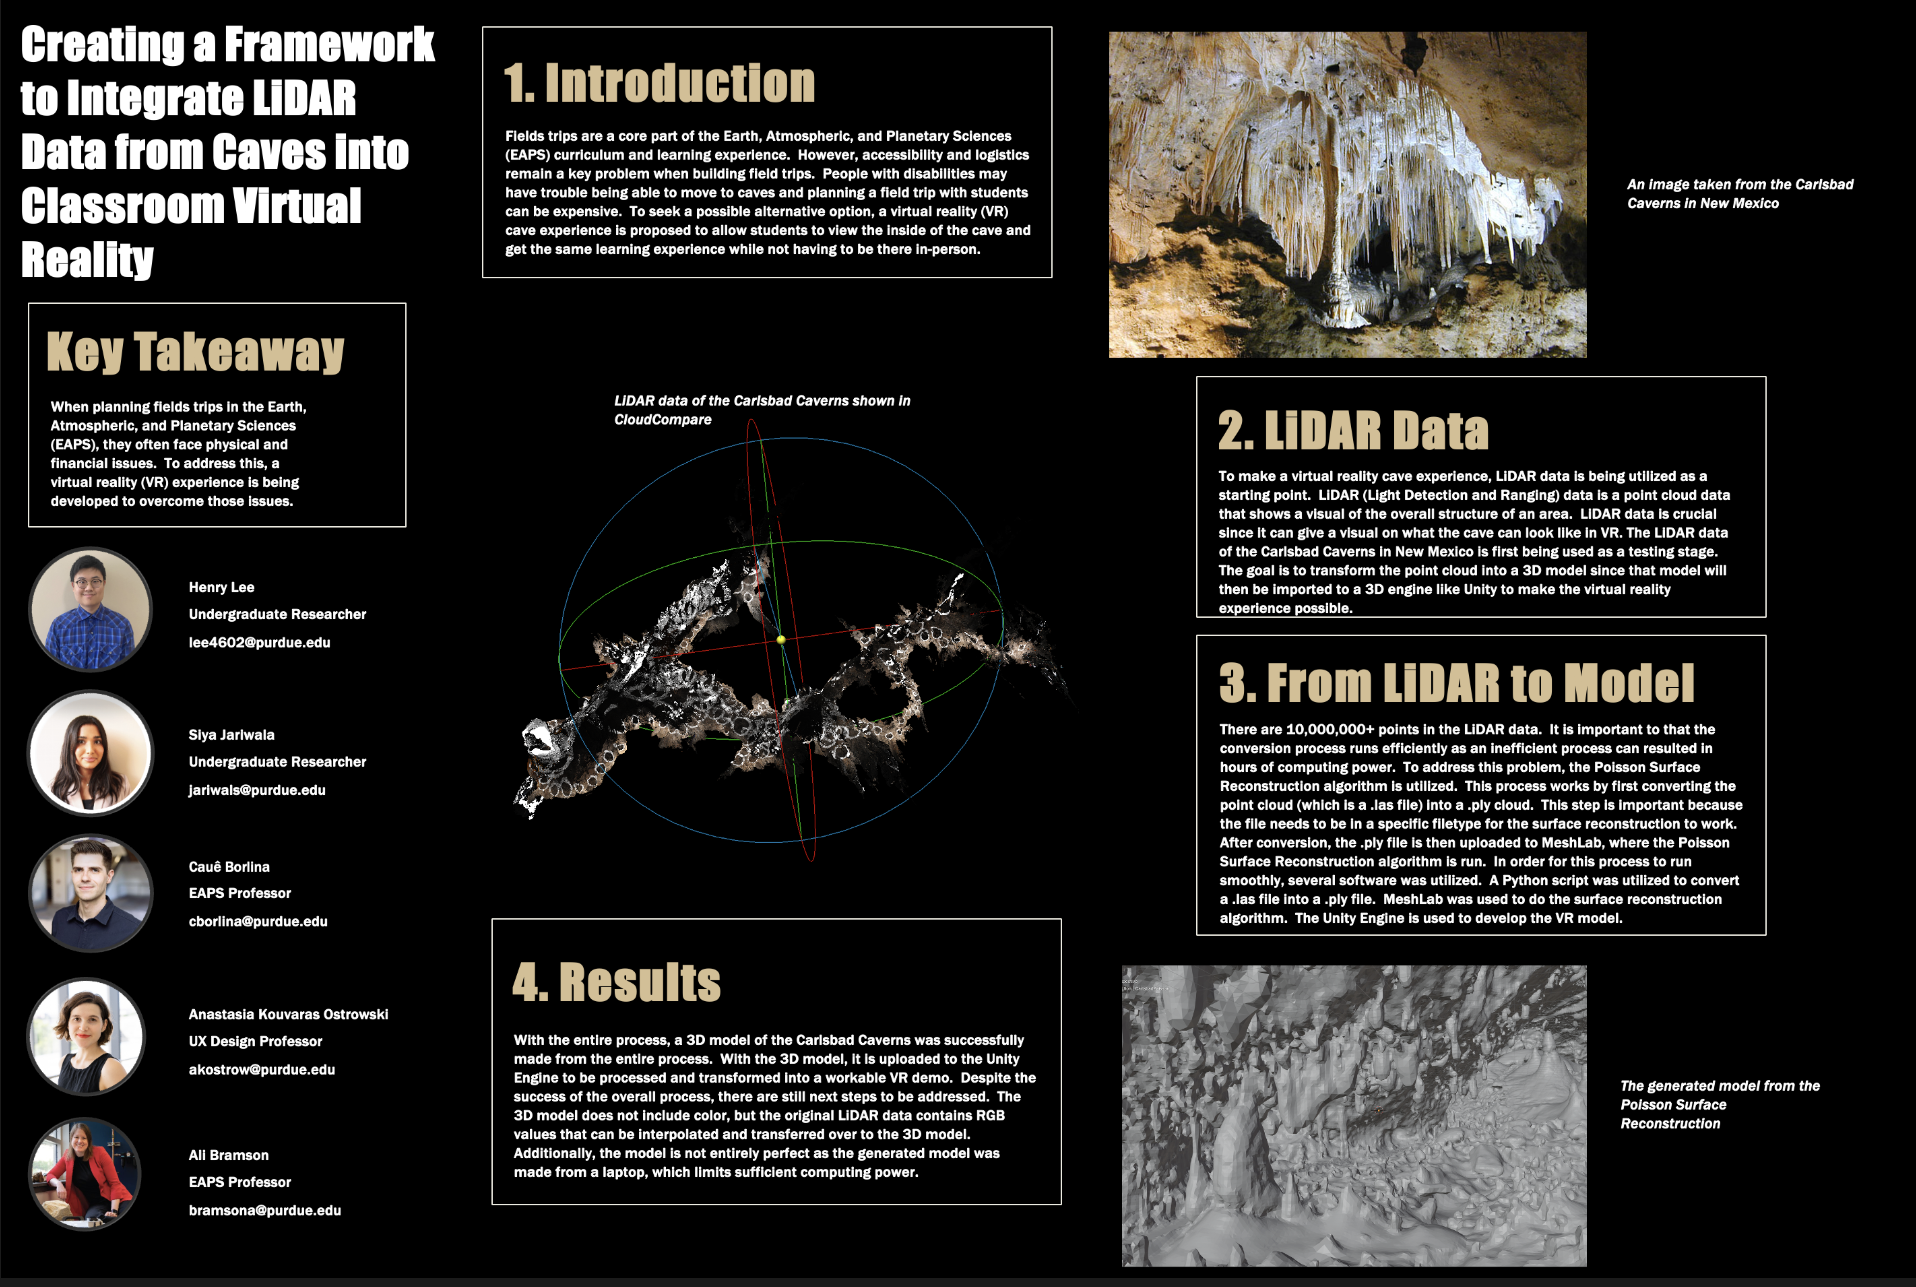 Creating a Framework
to Integrate LiDAR
Data from Caves into
Classroom Virtual
Reality
Key Takeaway
When planning fields trips in the Earth,
Atmospheric, and Planetary Sciences
(EAPS), they often face physical and
financial issues.  To address this, a
virtual reality (VR) experience is being
developed to overcome those issues.
Henry Lee
Undergraduate Researcher
lee4602@purdue.edu
Siya Jariwala
Undergraduate Researcher
jariwals@purdue.edu
Cauê Borlina
EAPS Professor
cborlina@purdue.edu
Anastasia Kouvaras Ostrowski
UX Design Professor
akostrow@purdue.edu
Ali Bramson
EAPS Professor
bramsona@purdue.edu
1. Introduction
Fields trips are a core part of the Earth, Atmospheric, and Planetary Sciences
(EAPS) curriculum and learning experience.  However, accessibility and logistics
remain a key problem when building field trips.  People with disabilities may
have trouble being able to move to caves and planning a field trip with students
can be expensive.  To seek a possible alternative option, a virtual reality (VR)
cave experience is proposed to allow students to view the inside of the cave and
get the same learning experience while not having to be there in-person.
An image taken from the Carlsbad
Caverns in New Mexico
LiDAR data of the Carlsbad Caverns shown in
CloudCompare
2. LiDAR Data
To make a virtual reality cave experience, LiDAR data is being utilized as a
starting point.  LiDAR (Light Detection and Ranging) data is a point cloud data
that shows a visual of the overall structure of an area.  LiDAR data is crucial
since it can give a visual on what the cave can look like in VR. The LiDAR data
of the Carlsbad Caverns in New Mexico is first being used as a testing stage.
The goal is to transform the point cloud into a 3D model since that model will
then be imported to a 3D engine like Unity to make the virtual reality
experience possible.
3. From LiDAR to Model
There are 10,000,000+ points in the LiDAR data.  It is important to that the
conversion process runs efficiently as an inefficient process can resulted in
hours of computing power.  To address this problem, the Poisson Surface
Reconstruction algorithm is utilized.  This process works by first converting the
point cloud (which is a .las file) into a .ply cloud.  This step is important because
the file needs to be in a specific filetype for the surface reconstruction to work.
After conversion, the .ply file is then uploaded to MeshLab, where the Poisson
Surface Reconstruction algorithm is run.  In order for this process to run
smoothly, several software was utilized.  A Python script was utilized to convert
a .las file into a .ply file.  MeshLab was used to do the surface reconstruction
algorithm.  The Unity Engine is used to develop the VR model.
4. Results
With the entire process, a 3D model of the Carlsbad Caverns was successfully
made from the entire process.  With the 3D model, it is uploaded to the Unity
Engine to be processed and transformed into a workable VR demo.  Despite the
success of the overall process, there are still next steps to be addressed.  The
3D model does not include color, but the original LiDAR data contains RGB
values that can be interpolated and transferred over to the 3D model.
Additionally, the model is not entirely perfect as the generated model was
made from a laptop, which limits sufficient computing power.
The generated model from the
Poisson Surface
Reconstruction